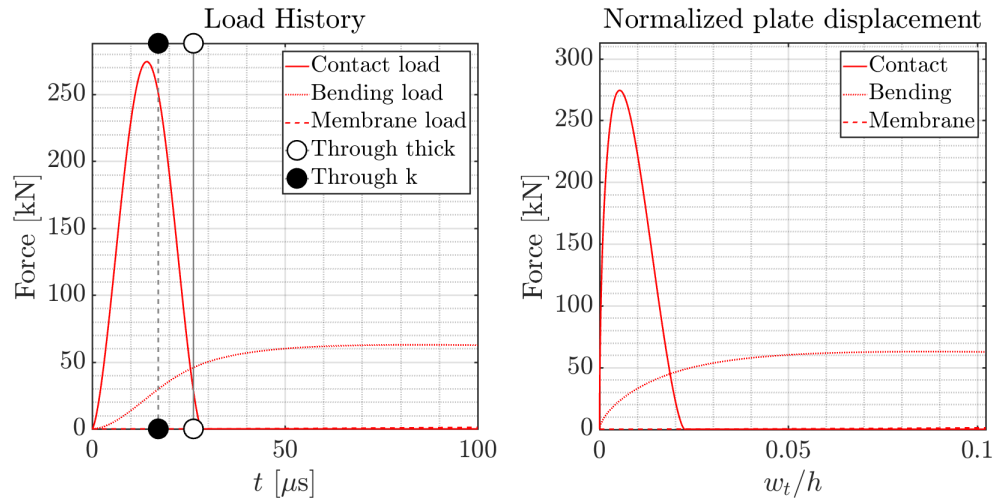 Load History
Force [kN]
250
200
150
100
50
0
Contact load
Bending load
Membrane load
Through thick
Through k
0
50
100
t [μs]
Normalized plate displacement
Force [kN]
300
250
200
150
100
50
0
Contact
Bending
Membrane
0
0.05
0.1
w_t/h